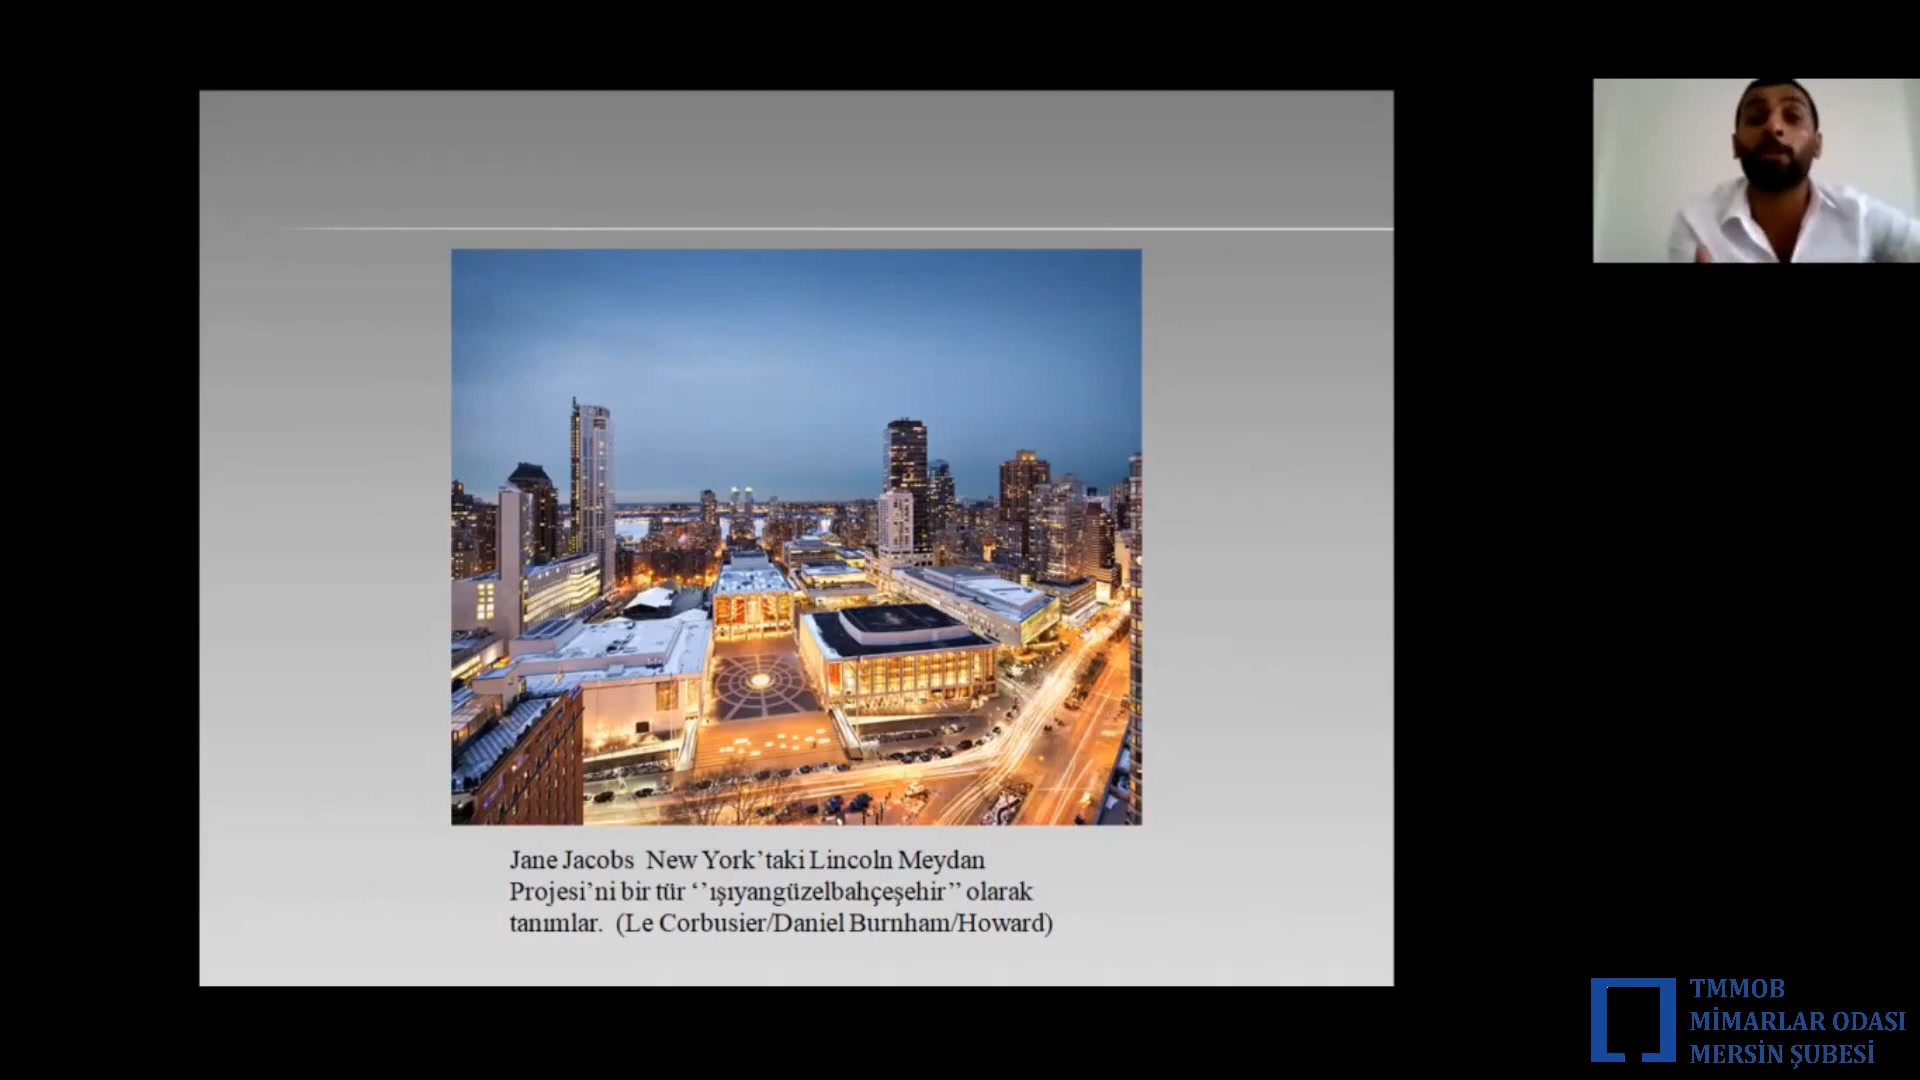 Jane Jacobs New York’taki Lincoln Meydan
Projesi’ni bir tür ‘’ışıyangüzelbahçeşehir’’ olarak
tanımlar. (Le Corbusier/Daniel Burnham/Howard)
TMMOB
MİMARLAR ODASI
MERSİN ŞUBESİ